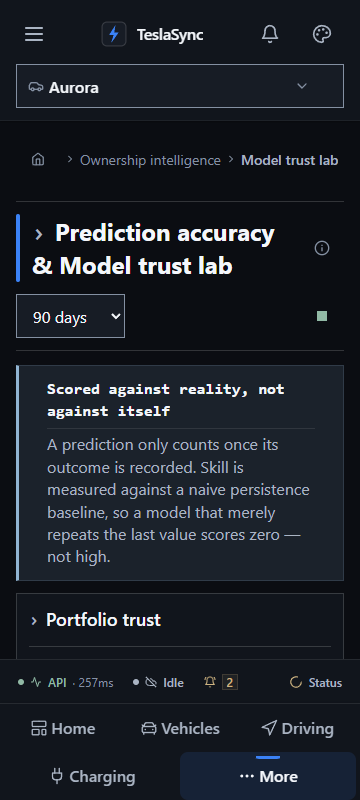 TeslaSync
Aurora
Ownership intelligence › Model trust lab
› Prediction accuracy
& Model trust lab
90 days
Scored against reality, not
against itself
A prediction only counts once its
outcome is recorded. Skill is
measured against a naive persistence
baseline, so a model that merely
repeats the last value scores zero —
not high.
› Portfolio trust
API · 257ms Idle 2 Status
Home Vehicles Driving
Charging ··· More